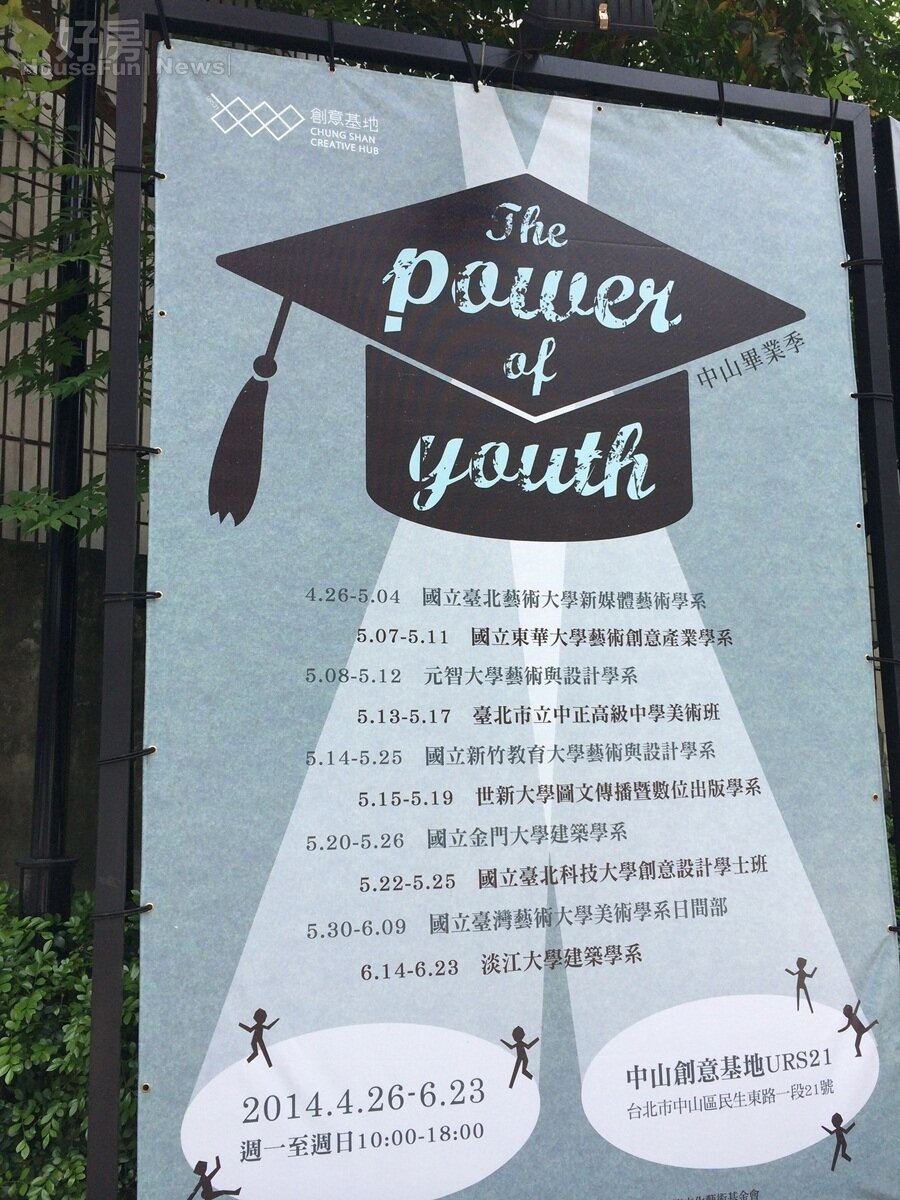 好房
HouseFun News
創意基地
CHUNG SHAN
CREATIVE HUB
The
power
of
youth
中山畢業季
4.26-5.04 國立臺北藝術大學新媒體藝術學系
5.07-5.11 國立東華大學藝術創意產業學系
5.08-5.12 元智大學藝術與設計學系
5.13-5.17 臺北市立中正高級中學美術班
5.14-5.25 國立新竹教育大學藝術與設計學系
5.15-5.19 世新大學圖文傳播暨數位出版學系
5.20-5.26 國立金門大學建築學系
5.22-5.25 國立臺北科技大學創意設計學士班
5.30-6.09 國立臺灣藝術大學美術學系日間部
6.14-6.23 淡江大學建築學系
2014.4.26-6.23
週一至週日10:00-18:00
中山創意基地URS21
台北市中山區民生東路一段21號